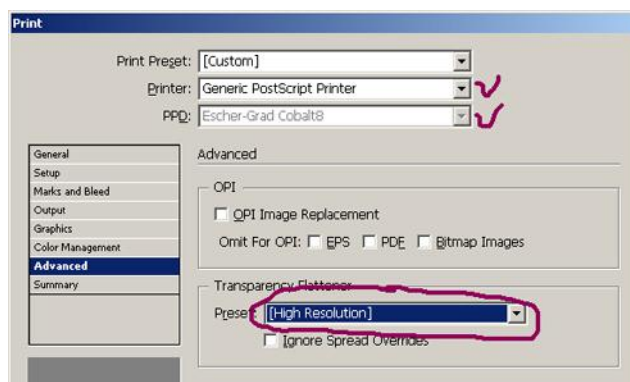 Print
Print Preset: [Custom]
Printer: Generic PostScript Printer
PPD: Escher-Grad Cobalt8
General
Setup
Marks and Bleed
Output
Graphics
Color Management
Advanced
Summary
Advanced
OPI
OPI Image Replacement
Omit For OPI: EPS PDF Bitmap Images
Transparency Flattener
Preset: [High Resolution]
Ignore Spread Overrides